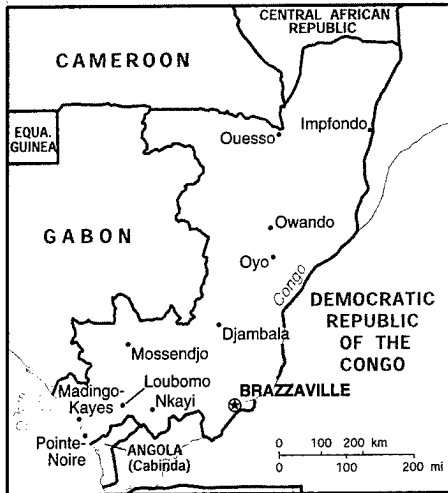 CENTRAL AFRICAN
REPUBLIC
CAMEROON
EQUA.
GUINEA
Ouesso
Impfondo
GABON
Owando
Oyo
Congo
DEMOCRATIC
REPUBLIC
OF THE
CONGO
Djambala
Mossendjo
Madingo-
Kayes
Loubomo
Nkayi
BRAZZAVILLE
Pointe-
Noire
ANGOLA
(Cabinda)
0 100 200 km
0 100 200 mi